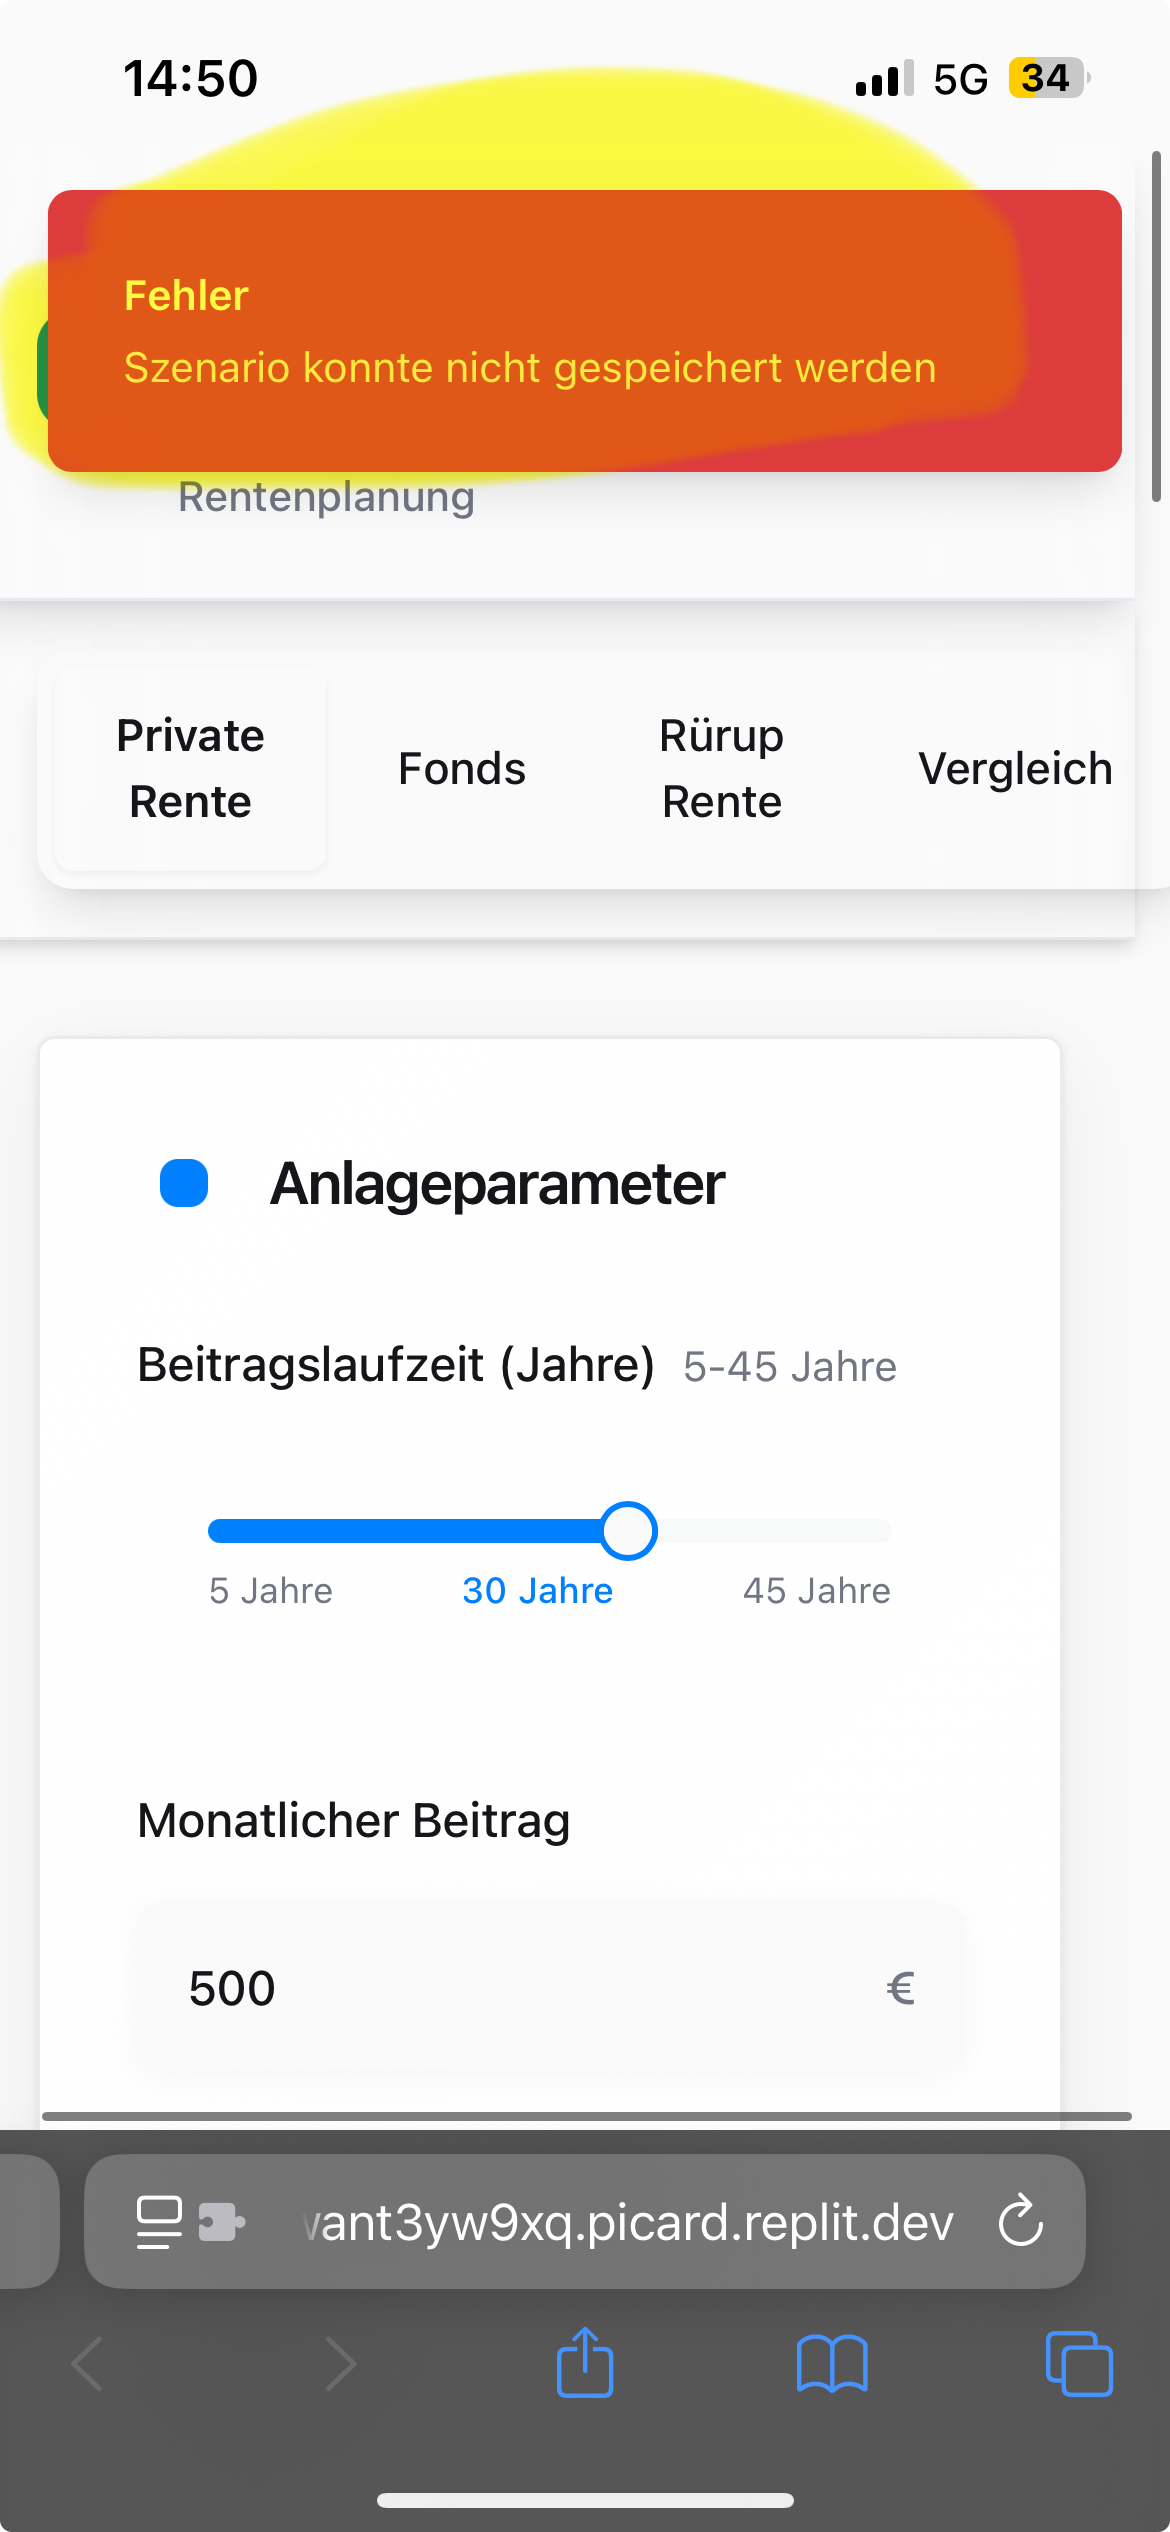 14:50
5G
34
Fehler
Szenario konnte nicht gespeichert werden
Rentenplanung
Private
Rente
Fonds
Rürup
Rente
Vergleich
Anlageparameter
Beitragslaufzeit (Jahre) 5-45 Jahre
5 Jahre
30 Jahre
45 Jahre
Monatlicher Beitrag
500 €
ant3yw9xq.picard.replit.dev